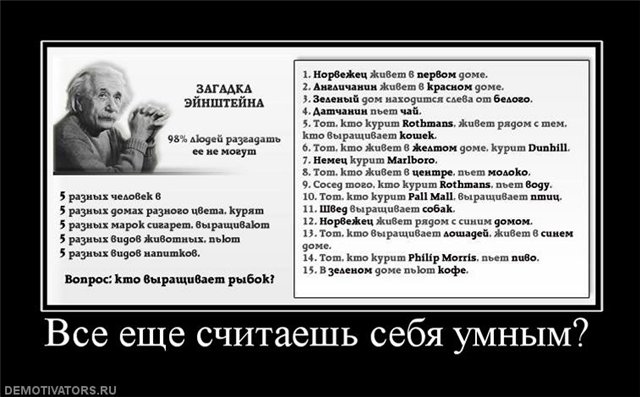 ЗАГАДКА
ЭЙНШТЕЙНА
98% людей разгадать
ее не могут
5 разных человек в
5 разных домах разного цвета, курят
5 разных марок сигарет, выращивают
5 разных видов животных, пьют
5 разных видов напитков.
Вопрос: кто выращивает рыбок?
1. Норвежец живет в первом доме.
2. Англичанин живет в красном доме.
3. Зеленый дом находится слева от белого.
4. Датчанин пьет чай.
5. Тот, кто курит Rothmans, живет рядом с тем,
кто выращивает кошек.
6. Тот, кто живет в желтом доме, курит Dunhill.
7. Немец курит Marlboro.
8. Тот, кто живет в центре, пьет молоко.
9. Сосед того, кто курит Rothmans, пьет воду.
10. Тот, кто курит Pall Mall, выращивает птиц.
11. Швед выращивает собак.
12. Норвежец живет рядом с синим домом.
13. Тот, кто выращивает лошадей, живет в синем
доме.
14. Тот, кто курит Philip Morris, пьет пиво.
15. В зеленом доме пьют кофе.
Все еще считаешь себя умным?
DEMOTIVATORS.RU